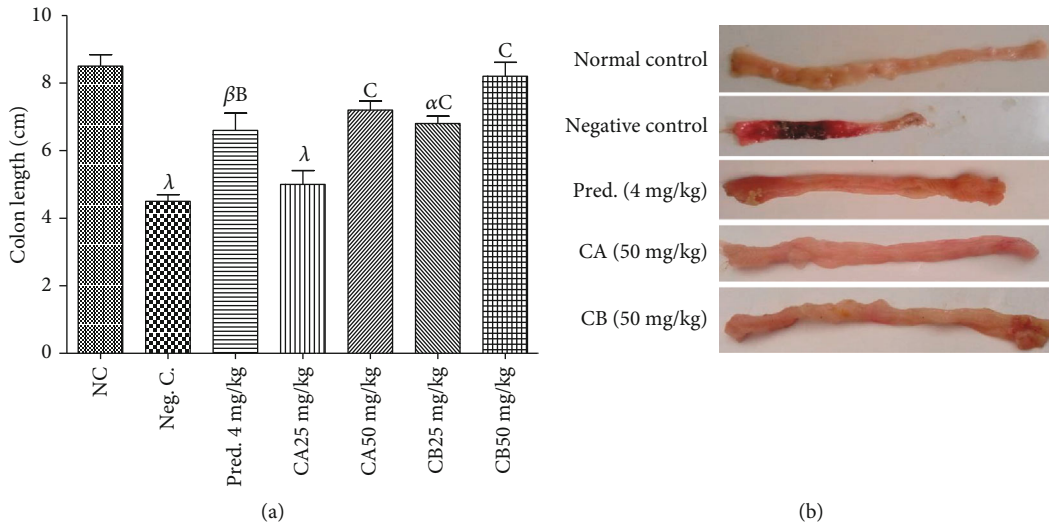 10
8
6
4
2
0
Colon length (cm)
λ
βB
λ
C
αC
C
NC
Neg. C.
Pred. 4 mg/kg
CA25 mg/kg
CA50 mg/kg
CB25 mg/kg
CB50 mg/kg
(a)
Normal control
Negative control
Pred. (4 mg/kg)
CA (50 mg/kg)
CB (50 mg/kg)
(b)